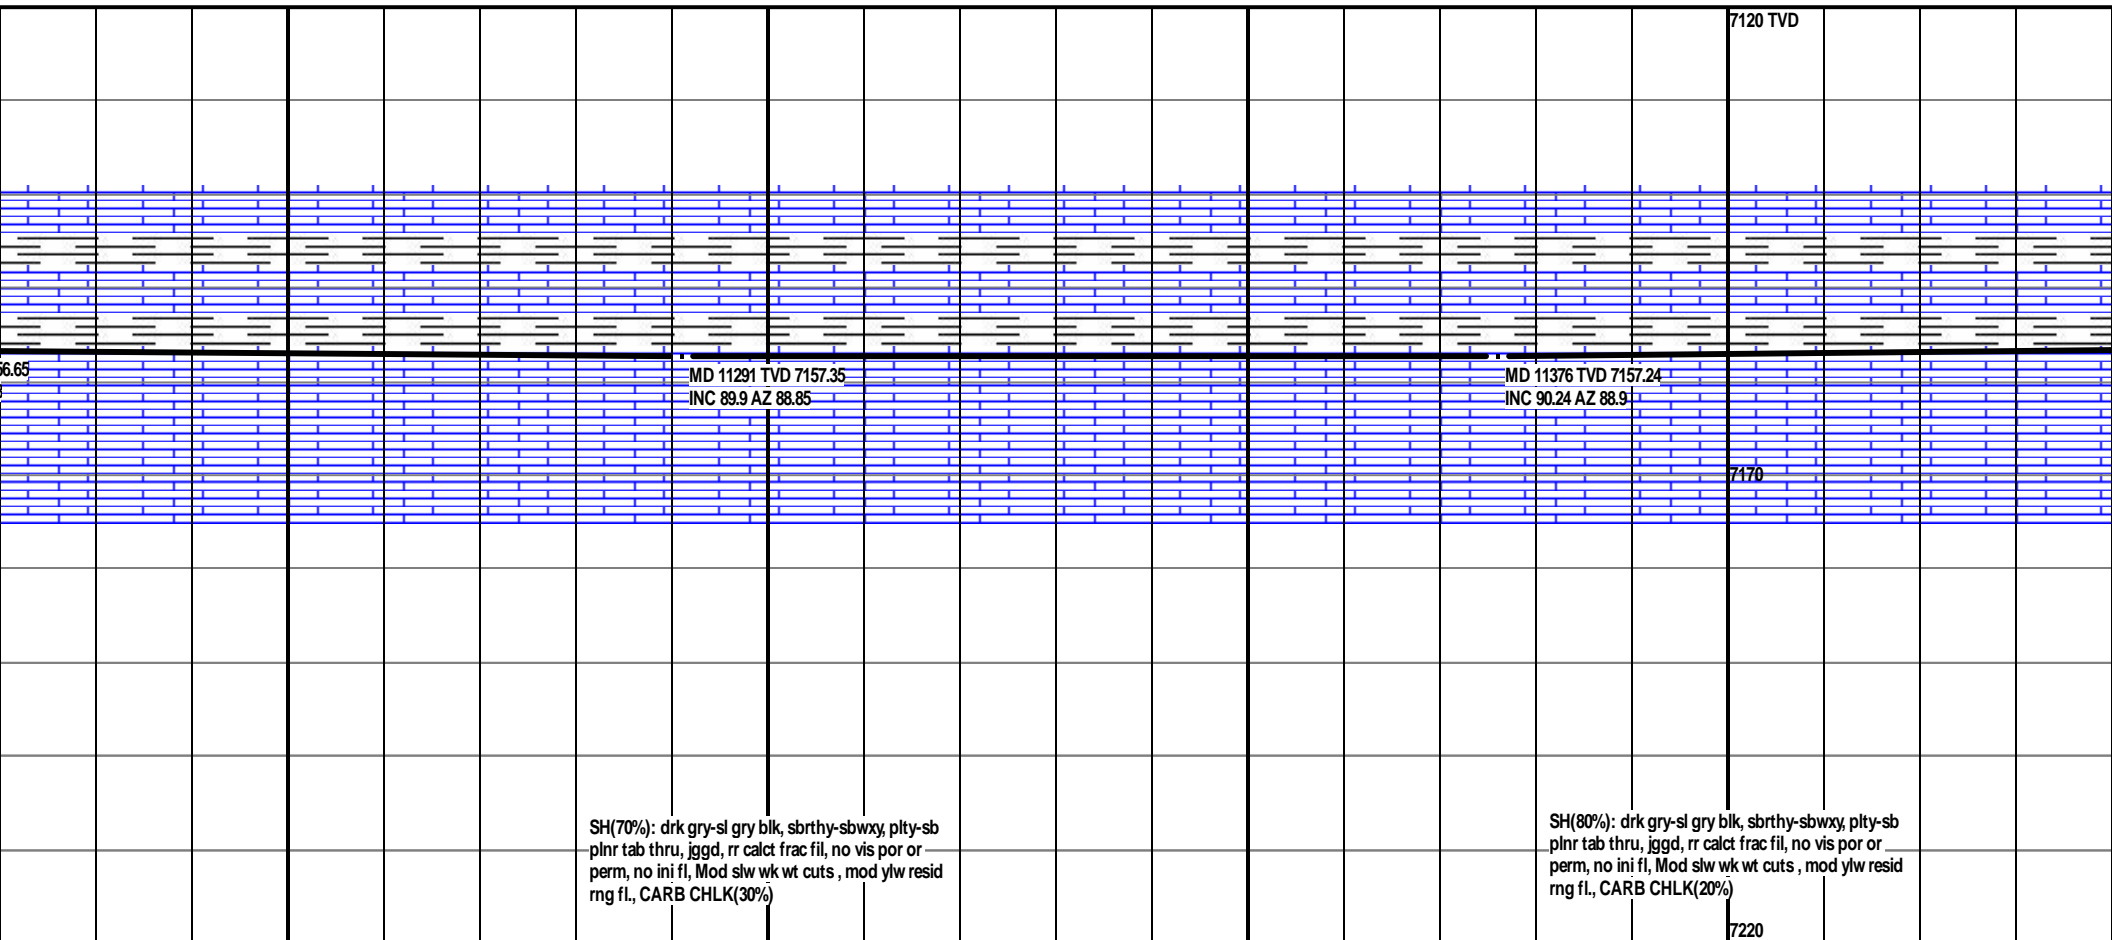 7120 TVD
56.65
MD 11291 TVD 7157.35
INC 89.9 AZ 88.85
MD 11376 TVD 7157.24
INC 90.24 AZ 88.9
7170
SH(70%): drk gry-sl gry blk, sbrthy-sbwxy, plty-sb
plnr tab thru, jggd, rr calct frac fil, no vis por or
perm, no ini fl, Mod slw wk wt cuts , mod ylw resid
rng fl., CARB CHLK(30%)
SH(80%): drk gry-sl gry blk, sbrthy-sbwxy, plty-sb
plnr tab thru, jggd, rr calct frac fil, no vis por or
perm, no ini fl, Mod slw wk wt cuts , mod ylw resid
rng fl., CARB CHLK(20%)
7220